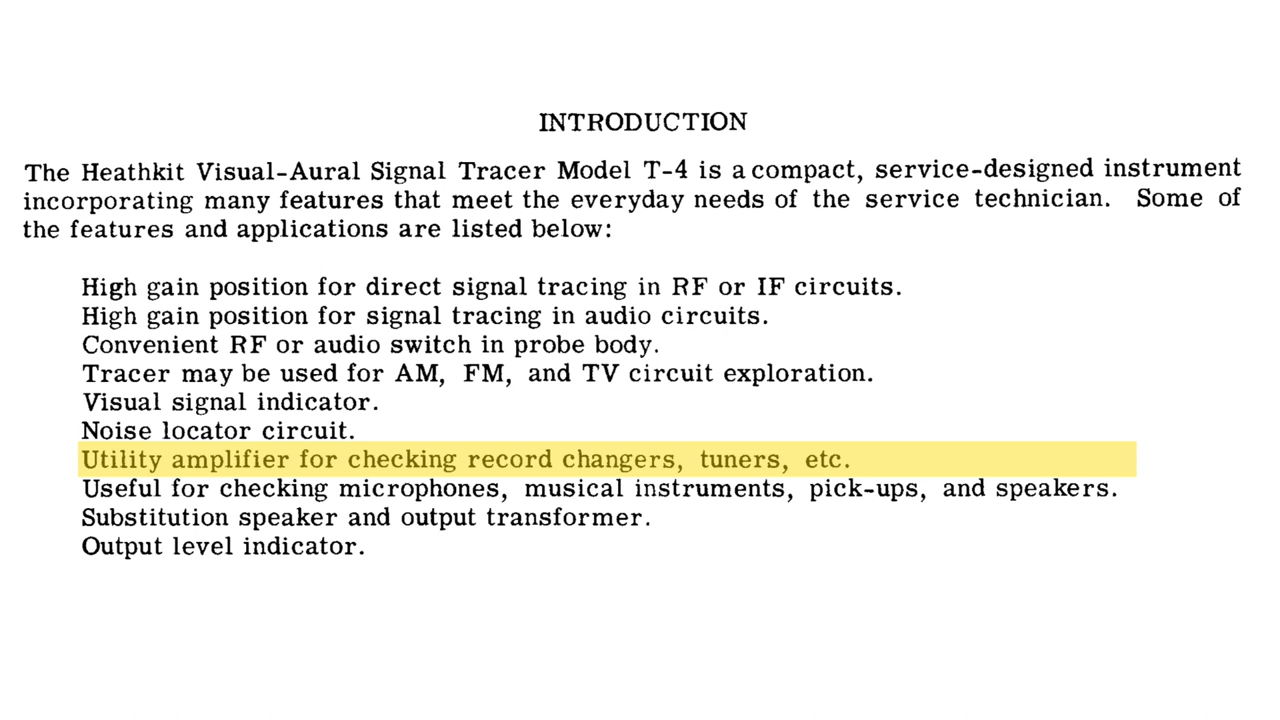 INTRODUCTION
The Heathkit Visual-Aural Signal Tracer Model T-4 is a compact, service-designed instrument
incorporating many features that meet the everyday needs of the service technician. Some of
the features and applications are listed below:
High gain position for direct signal tracing in RF or IF circuits.
High gain position for signal tracing in audio circuits.
Convenient RF or audio switch in probe body.
Tracer may be used for AM, FM, and TV circuit exploration.
Visual signal indicator.
Noise locator circuit.
Utility amplifier for checking record changers, tuners, etc.
Useful for checking microphones, musical instruments, pick-ups, and speakers.
Substitution speaker and output transformer.
Output level indicator.